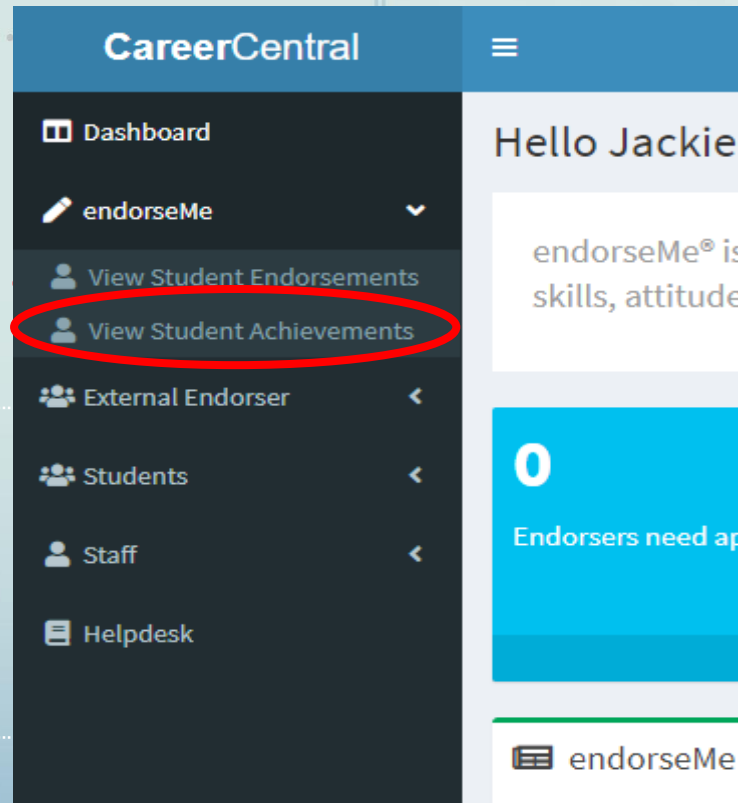 CareerCentral
Dashboard
endorseMe
View Student Endorsements
View Student Achievements
External Endorser
Students
Staff
Helpdesk
Hello Jackie
endorseMe® is
skills, attitude
0
Endorsers need ap
endorseMe